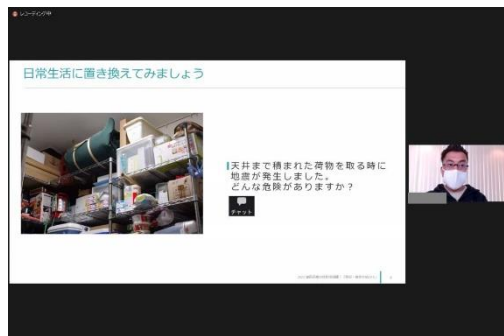 レコーディング中
日常生活に置き換えてみましょう
天井まで積まれた荷物を取る時に
地震が発生しました。
どんな危険がありますか？
チャット